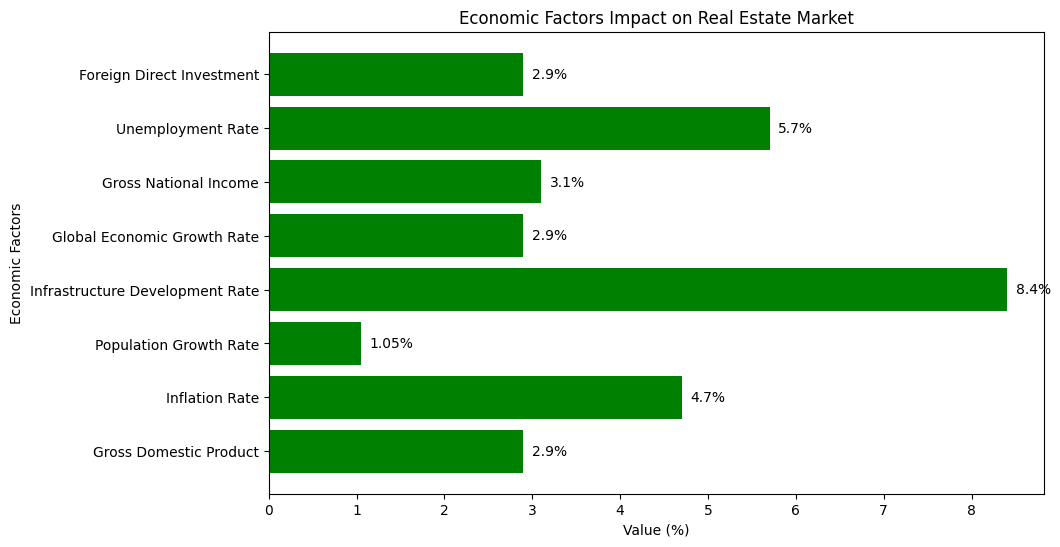 Economic Factors Impact on Real Estate Market
Economic Factors
Foreign Direct Investment 2.9%
Unemployment Rate 5.7%
Gross National Income 3.1%
Global Economic Growth Rate 2.9%
Infrastructure Development Rate 8.4%
Population Growth Rate 1.05%
Inflation Rate 4.7%
Gross Domestic Product 2.9%
0 1 2 3 4 5 6 7 8
Value (%)